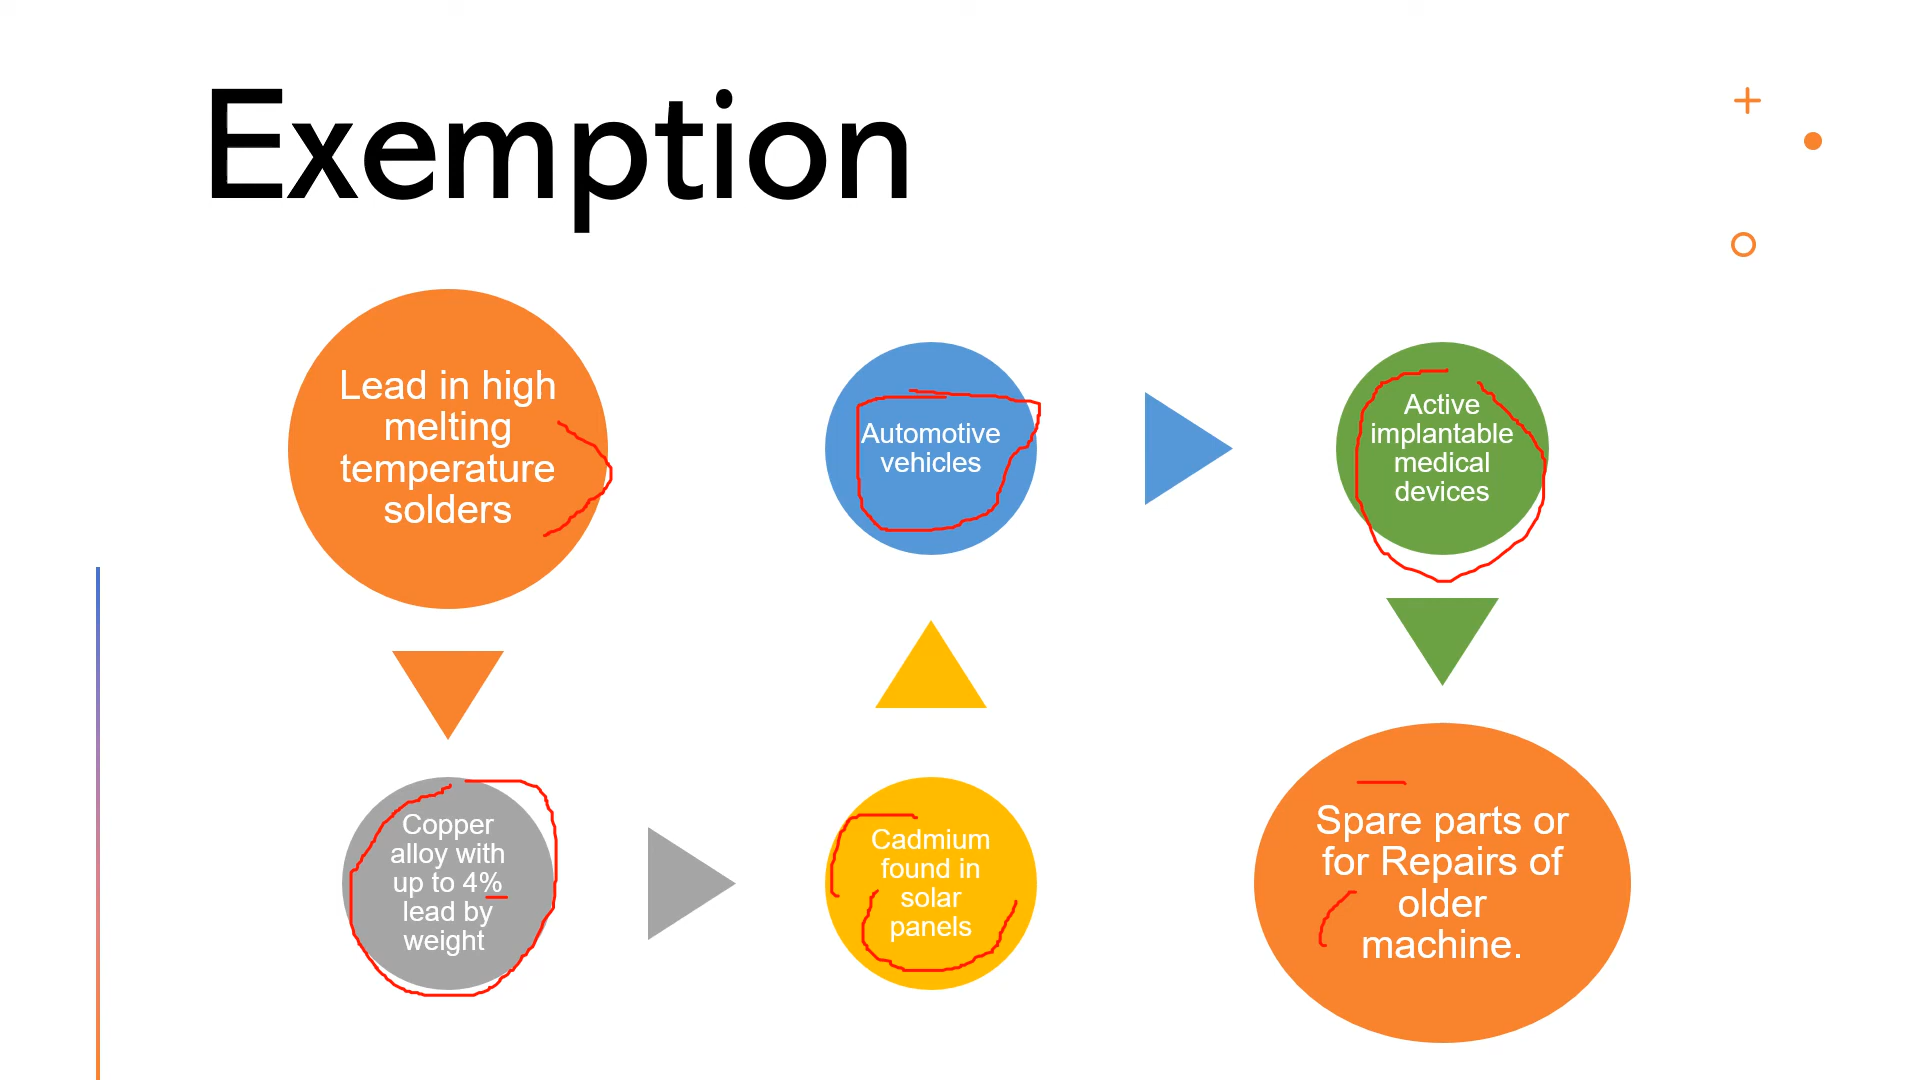 Exemption
Lead in high
melting
temperature
solders
Copper
alloy with
up to 4%
lead by
weight
Cadmium
found in
solar
panels
Automotive
vehicles
Active
implantable
medical
devices
Spare parts or
for Repairs of
older
machine.